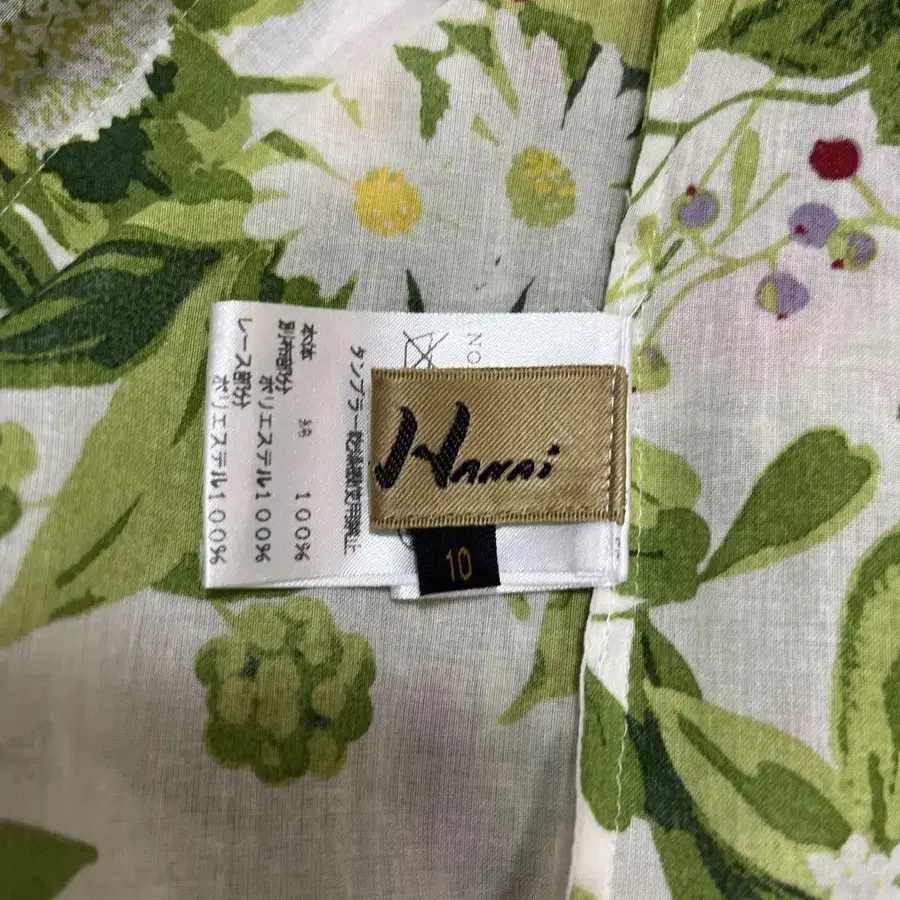 NO
タンブラー乾燥機使用禁止
本体 綿 100%
別布部分
ポリエステル100%
レース部分
ポリエステル100%
Hanai
10